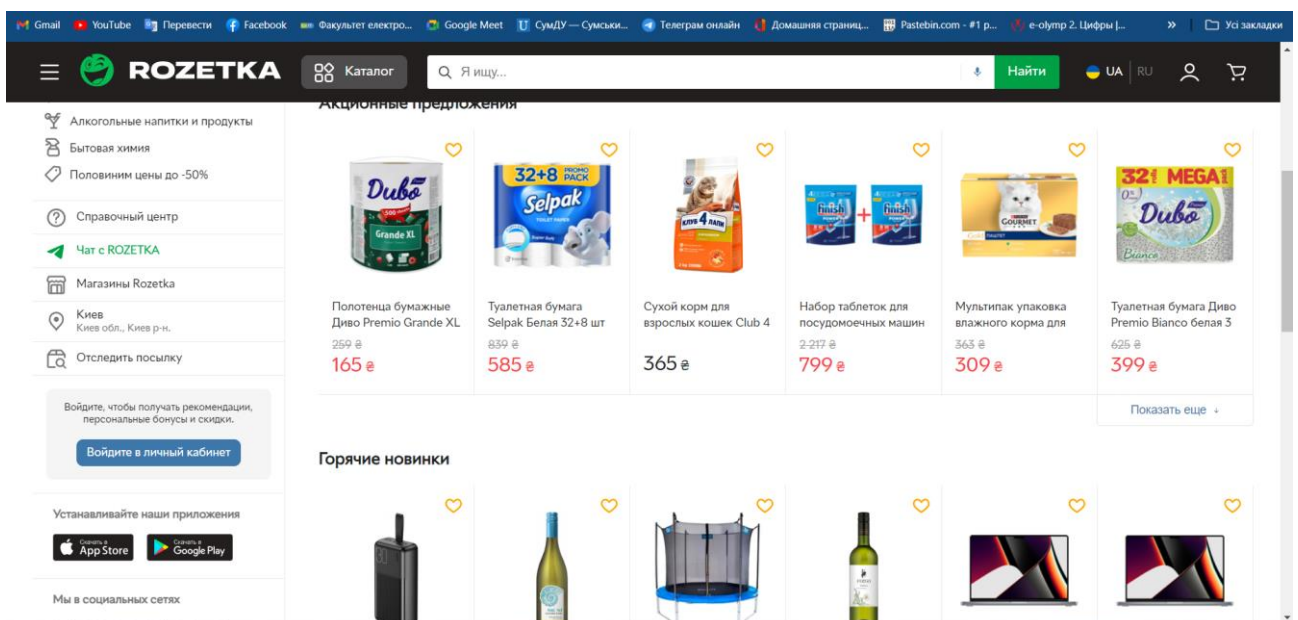 Gmail
YouTube
Перевести
Facebook
Факультет електро...
Google Meet
СумДУ — Сумськи...
Телеграм онлайн
Домашняя страниц...
Pastebin.com - #1 p...
e-olymp 2. Цифры |...
»
Усі закладки
ROZETKA
Каталог
Я ищу...
Найти
UA
RU
Алкогольные напитки и продукты
Бытовая химия
Половиним цены до -50%
Справочный центр
Чат с ROZETKA
Магазины Rozetka
Киев
Киев обл., Киев р-н.
Отследить посылку
Войдите, чтобы получать рекомендации,
персональные бонусы и скидки.
Войдите в личный кабинет
Устанавливайте наши приложения
App Store
Google Play
Мы в социальных сетях
Акционные предложения
Диво
500
Grande XL
Полотенца бумажные
Диво Premio Grande XL
259 ₴
165 ₴
32+8 PROMO PACK
Selpak
Туалетная бумага
Selpak Белая 32+8 шт
839 ₴
585 ₴
КЛУБ 4 ЛАПИ
Сухой корм для
взрослых кошек Club 4
365 ₴
finish + finish
Набор таблеток для
посудомоечных машин
2 217 ₴
799 ₴
GOURMET
Мультипак упаковка
влажного корма для
363 ₴
309 ₴
32 MEGA
Диво
Bianco
Туалетная бумага Диво
Premio Bianco белая 3
625 ₴
399 ₴
Показать еще ↓
Горячие новинки